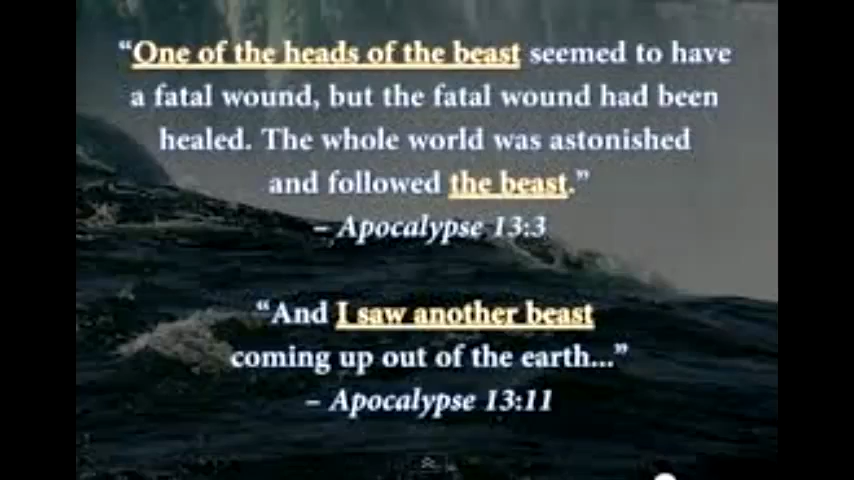 “One of the heads of the beast seemed to have
a fatal wound, but the fatal wound had been
healed. The whole world was astonished
and followed the beast.”
– Apocalypse 13:3
“And I saw another beast
coming up out of the earth...”
– Apocalypse 13:11